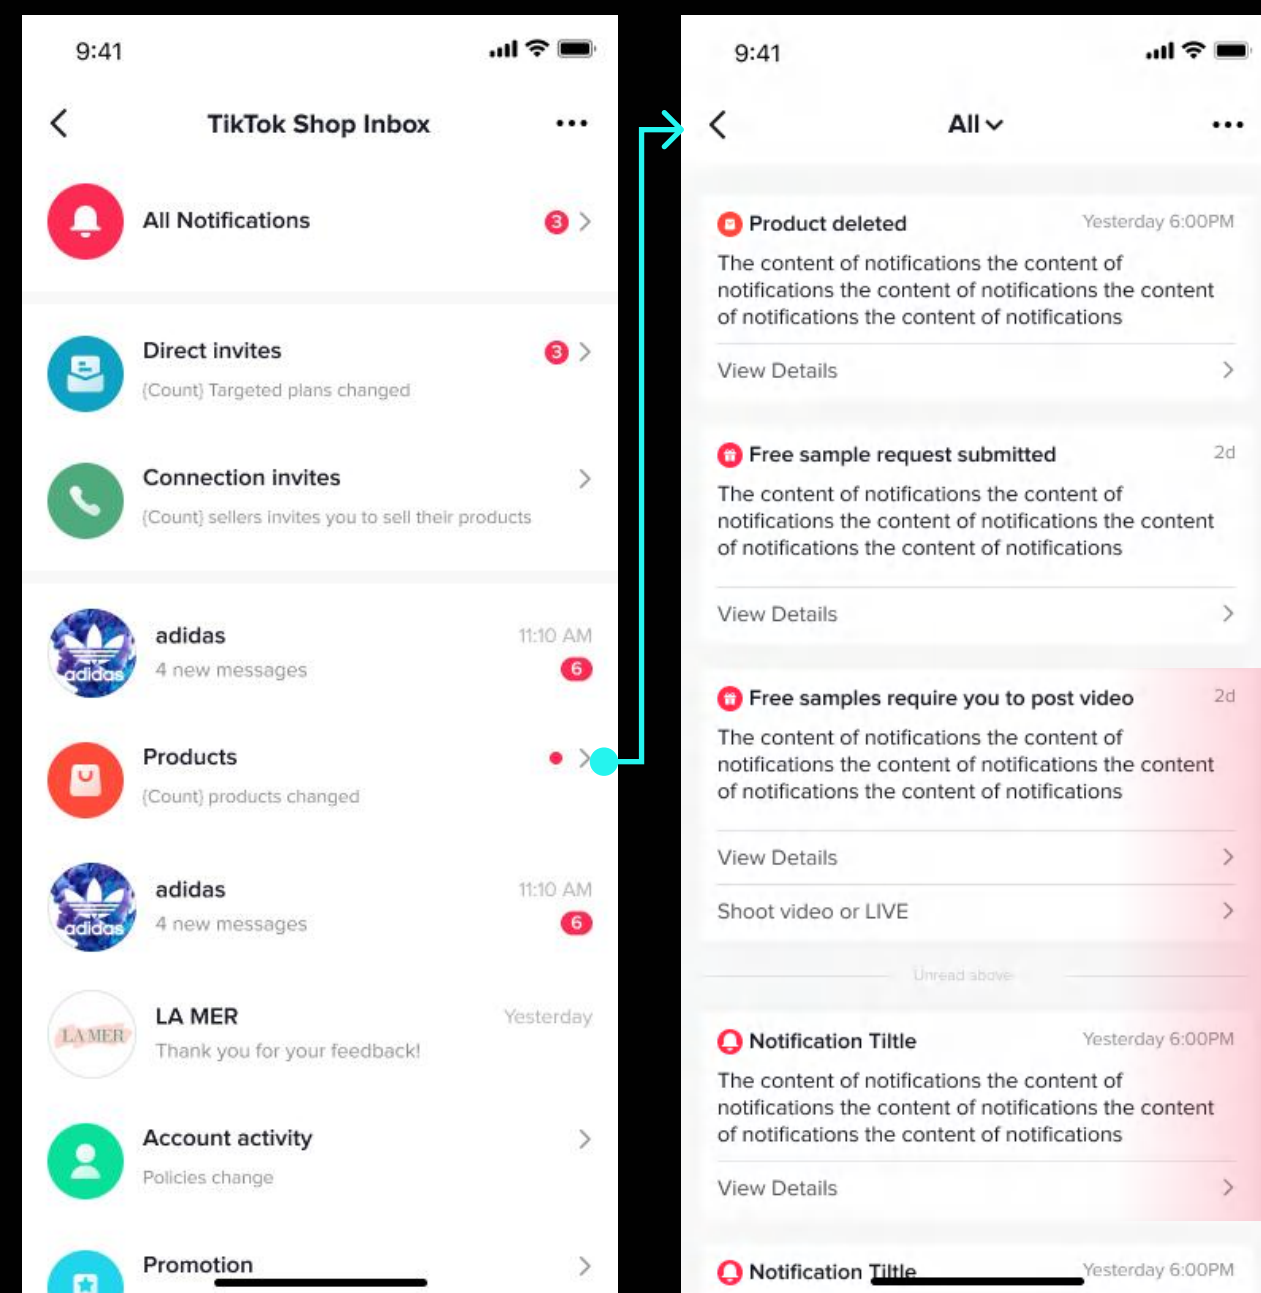 9:41
TikTok Shop Inbox
All Notifications
3
Direct invites
3
{Count} Targeted plans changed
Connection invites
{Count} sellers invites you to sell their products
adidas
adidas
11:10 AM
4 new messages
6
Products
{Count} products changed
adidas
adidas
11:10 AM
4 new messages
6
LA MER
LA MER
Yesterday
Thank you for your feedback!
Account activity
Policies change
Promotion
9:41
All
Product deleted
Yesterday 6:00PM
The content of notifications the content of
notifications the content of notifications the content
of notifications the content of notifications
View Details
Free sample request submitted
2d
The content of notifications the content of
notifications the content of notifications the content
of notifications the content of notifications
View Details
Free samples require you to post video
2d
The content of notifications the content of
notifications the content of notifications the content
of notifications the content of notifications
View Details
Shoot video or LIVE
Unread above
Notification Tiltle
Yesterday 6:00PM
The content of notifications the content of
notifications the content of notifications the content
of notifications the content of notifications
View Details
Notification Tiltle
Yesterday 6:00PM